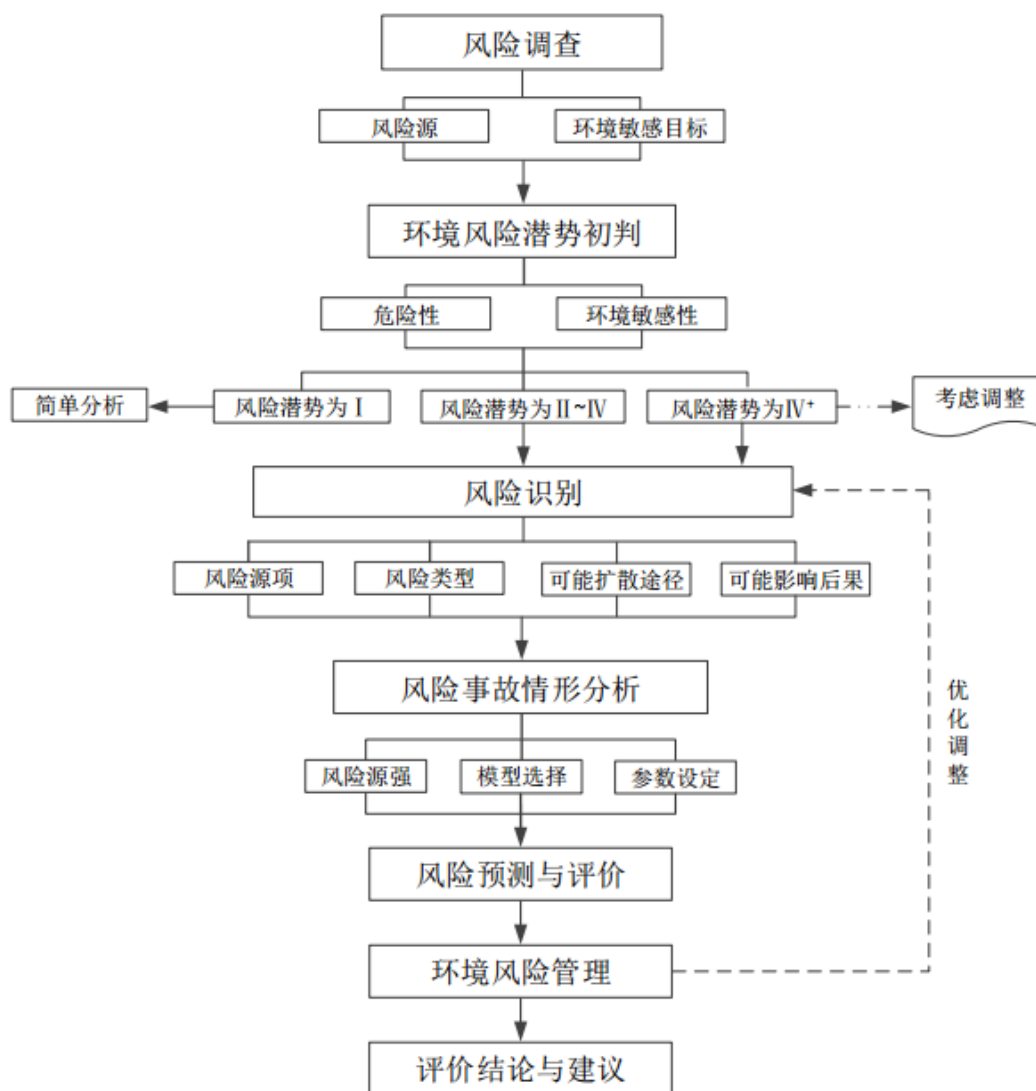 风险调查
风险源
环境敏感目标
环境风险潜势初判
危险性
环境敏感性
简单分析
风险潜势为Ⅰ
风险潜势为Ⅱ~Ⅳ
风险潜势为Ⅳ⁺
考虑调整
风险识别
风险源项
风险类型
可能扩散途径
可能影响后果
风险事故情形分析
优化调整
风险源强
模型选择
参数设定
风险预测与评价
环境风险管理
评价结论与建议